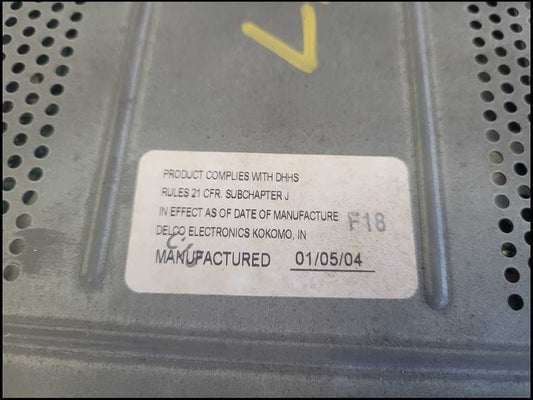 PRODUCT COMPLIES WITH DHHS
RULES 21 CFR. SUBCHAPTER J
IN EFFECT AS OF DATE OF MANUFACTURE F18
DELCO ELECTRONICS KOKOMO, IN
MANUFACTURED 01/05/04